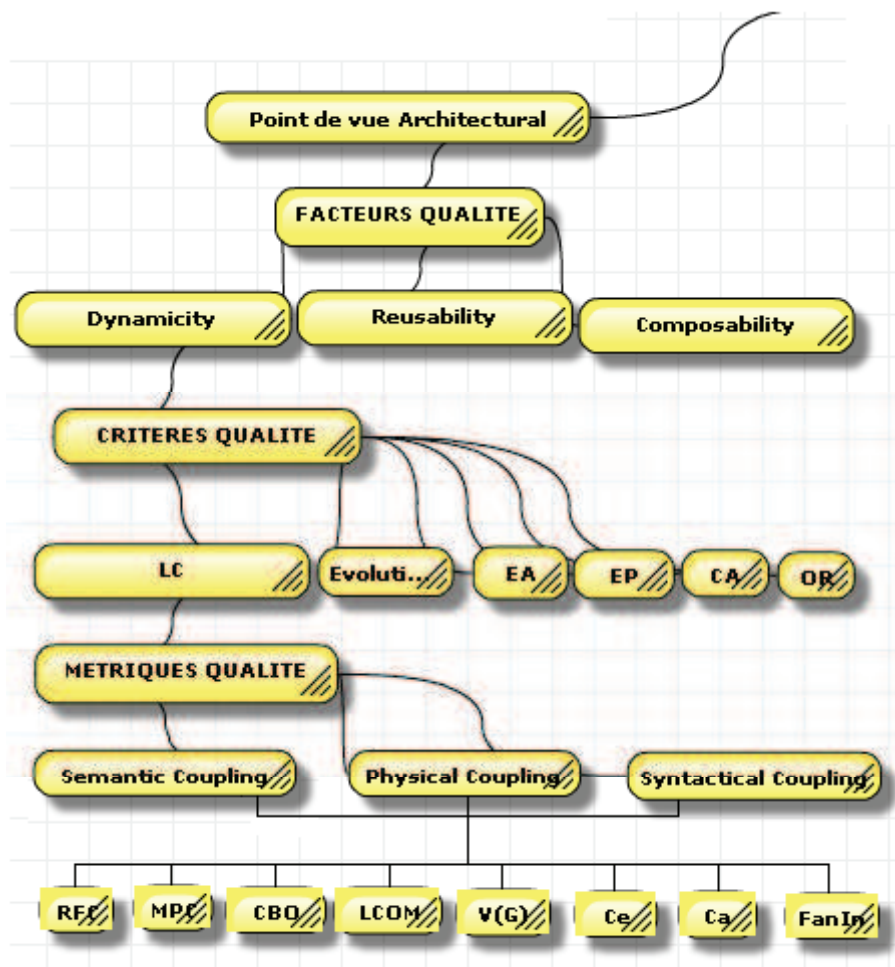 Point de vue Architectural
FACTEURS QUALITE
Dynamicity
Reusability
Composability
CRITERES QUALITE
LC
Evoluti...
EA
EP
CA
OR
METRIQUES QUALITE
Semantic Coupling
Physical Coupling
Syntactical Coupling
RFC
MPC
CBO
LCOM
V(G)
Ce
Ca
FanIn